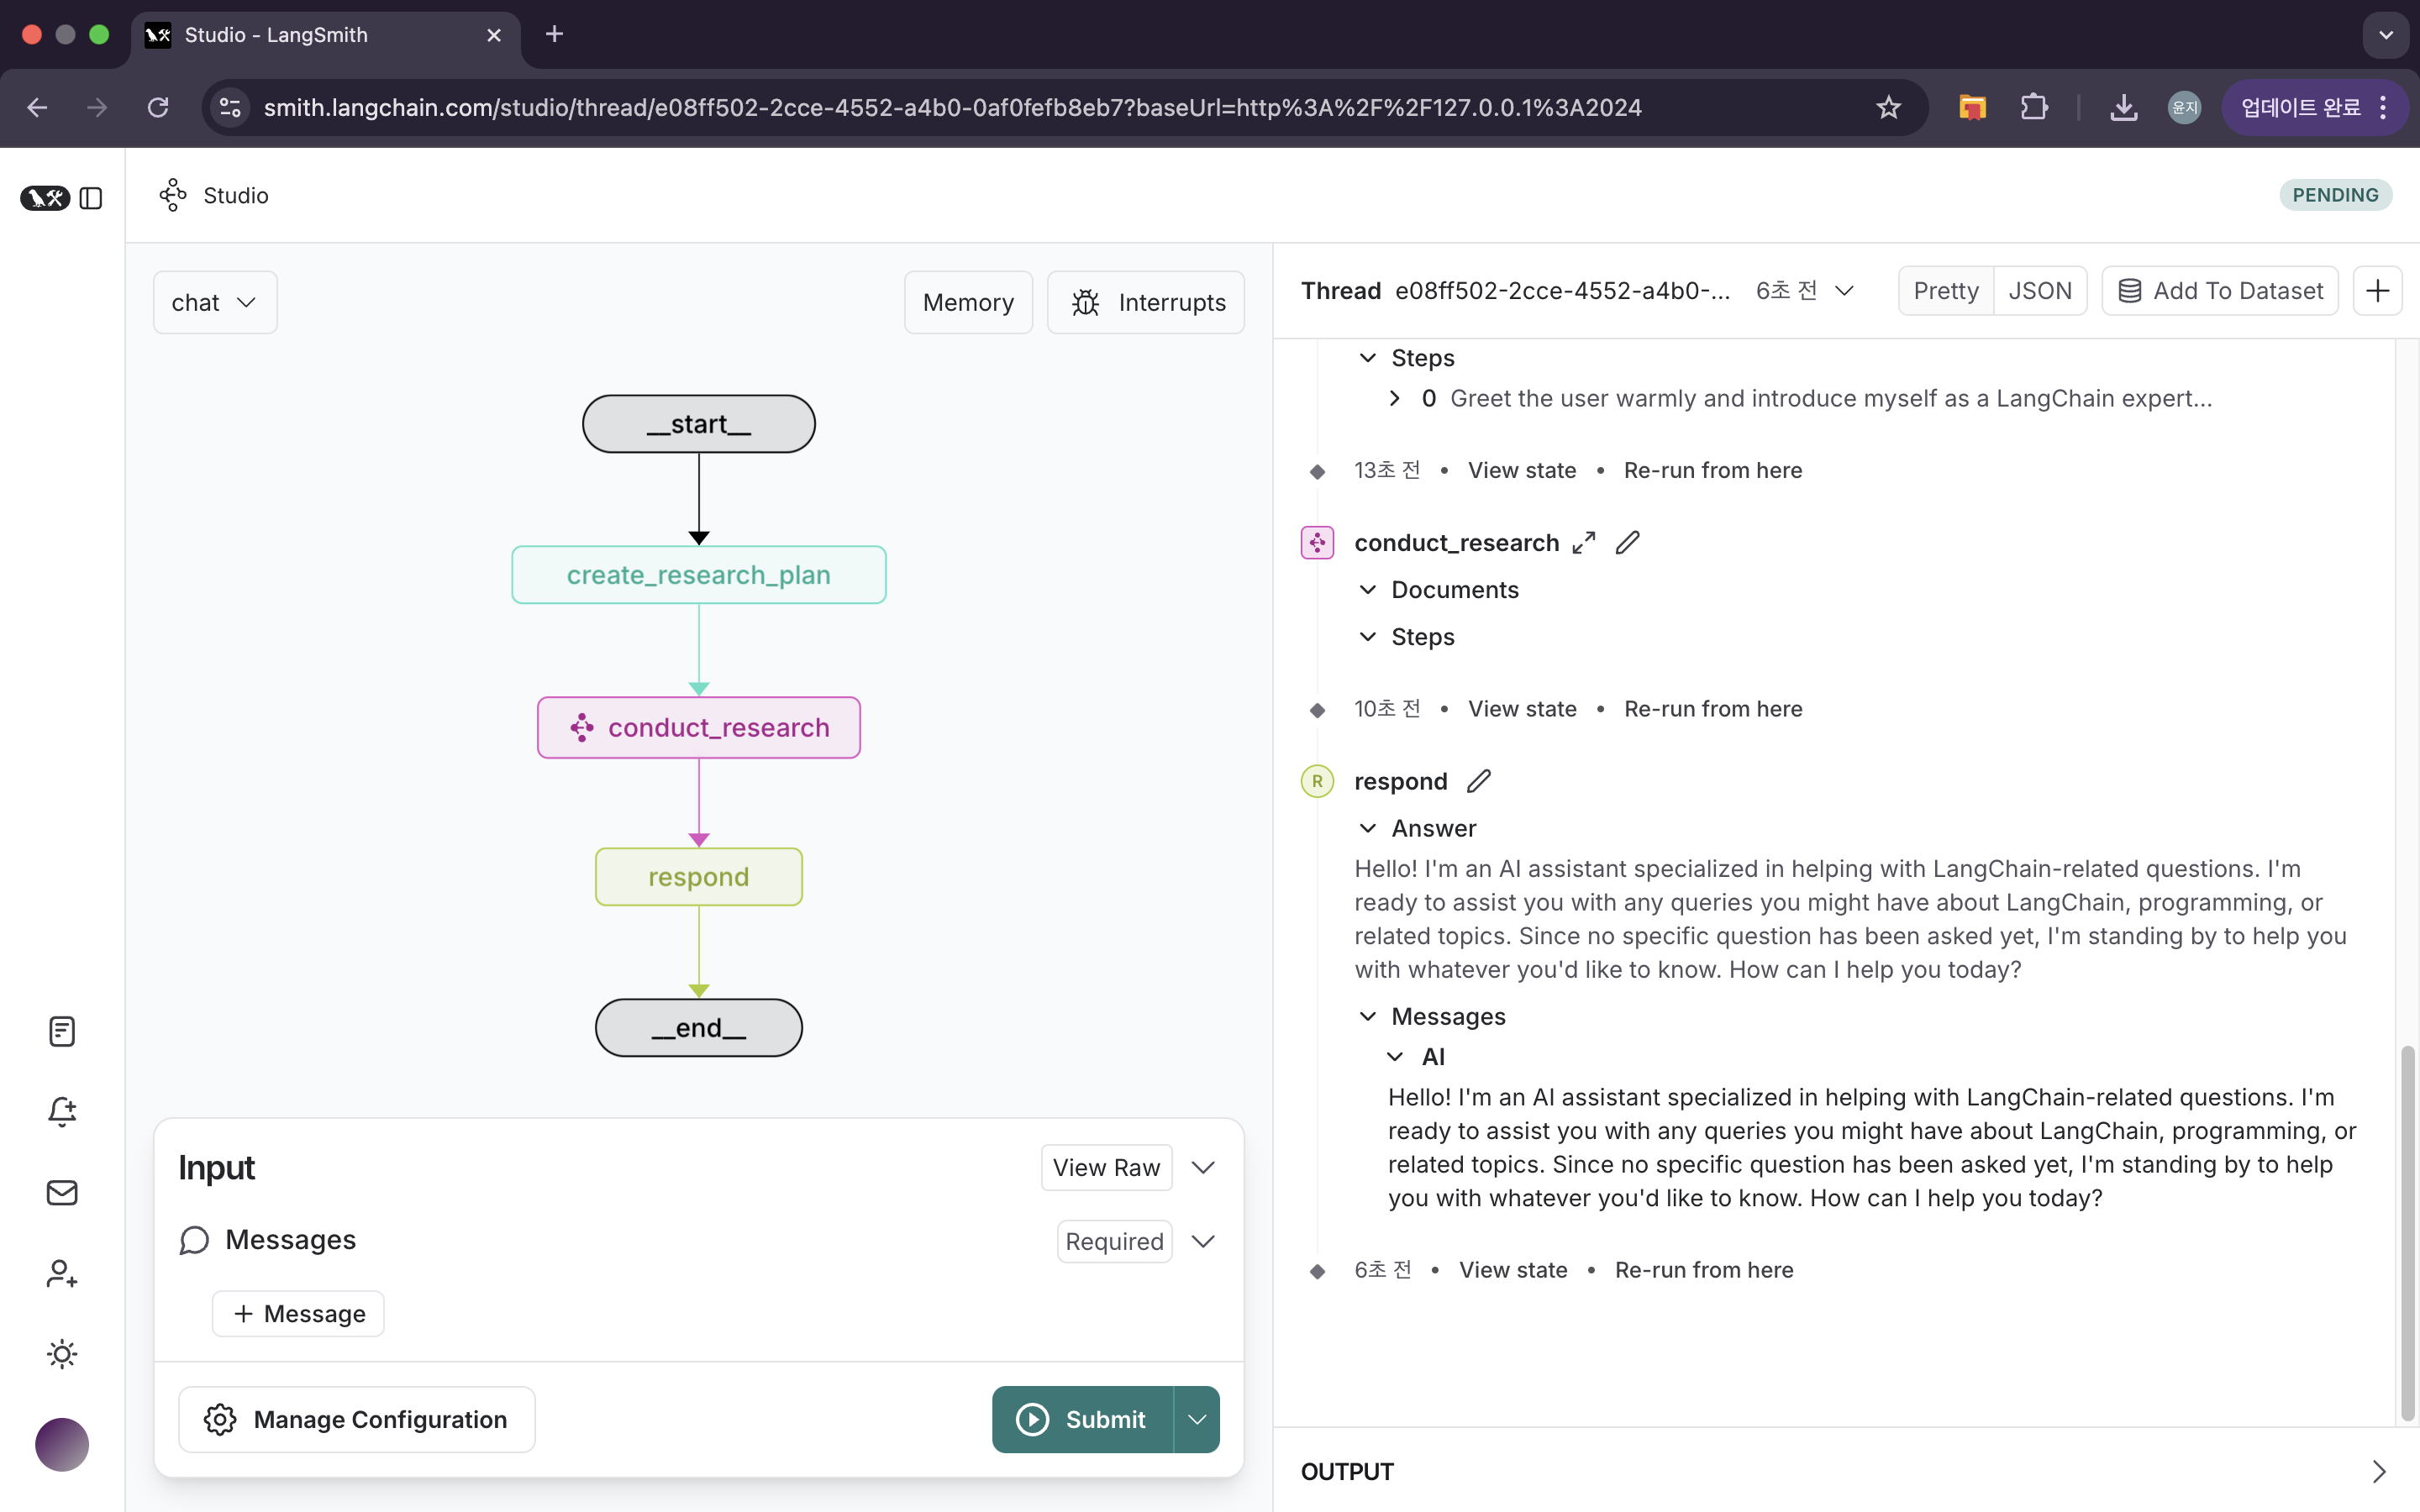 Studio - LangSmith
smith.langchain.com/studio/thread/e08ff502-2cce-4552-a4b0-0af0fefb8eb7?baseUrl=http%3A%2F%2F127.0.0.1%3A2024
윤지
업데이트 완료
Studio
PENDING
chat
Memory
Interrupts
__start__
create_research_plan
conduct_research
respond
__end__
Input
View Raw
Messages
Required
+ Message
Manage Configuration
Submit
Thread e08ff502-2cce-4552-a4b0-... 6초 전
Pretty
JSON
Add To Dataset
Steps
0 Greet the user warmly and introduce myself as a LangChain expert...
13초 전 • View state • Re-run from here
conduct_research
Documents
Steps
10초 전 • View state • Re-run from here
R respond
Answer
Hello! I'm an AI assistant specialized in helping with LangChain-related questions. I'm
ready to assist you with any queries you might have about LangChain, programming, or
related topics. Since no specific question has been asked yet, I'm standing by to help you
with whatever you'd like to know. How can I help you today?
Messages
AI
Hello! I'm an AI assistant specialized in helping with LangChain-related questions. I'm
ready to assist you with any queries you might have about LangChain, programming, or
related topics. Since no specific question has been asked yet, I'm standing by to help
you with whatever you'd like to know. How can I help you today?
6초 전 • View state • Re-run from here
OUTPUT